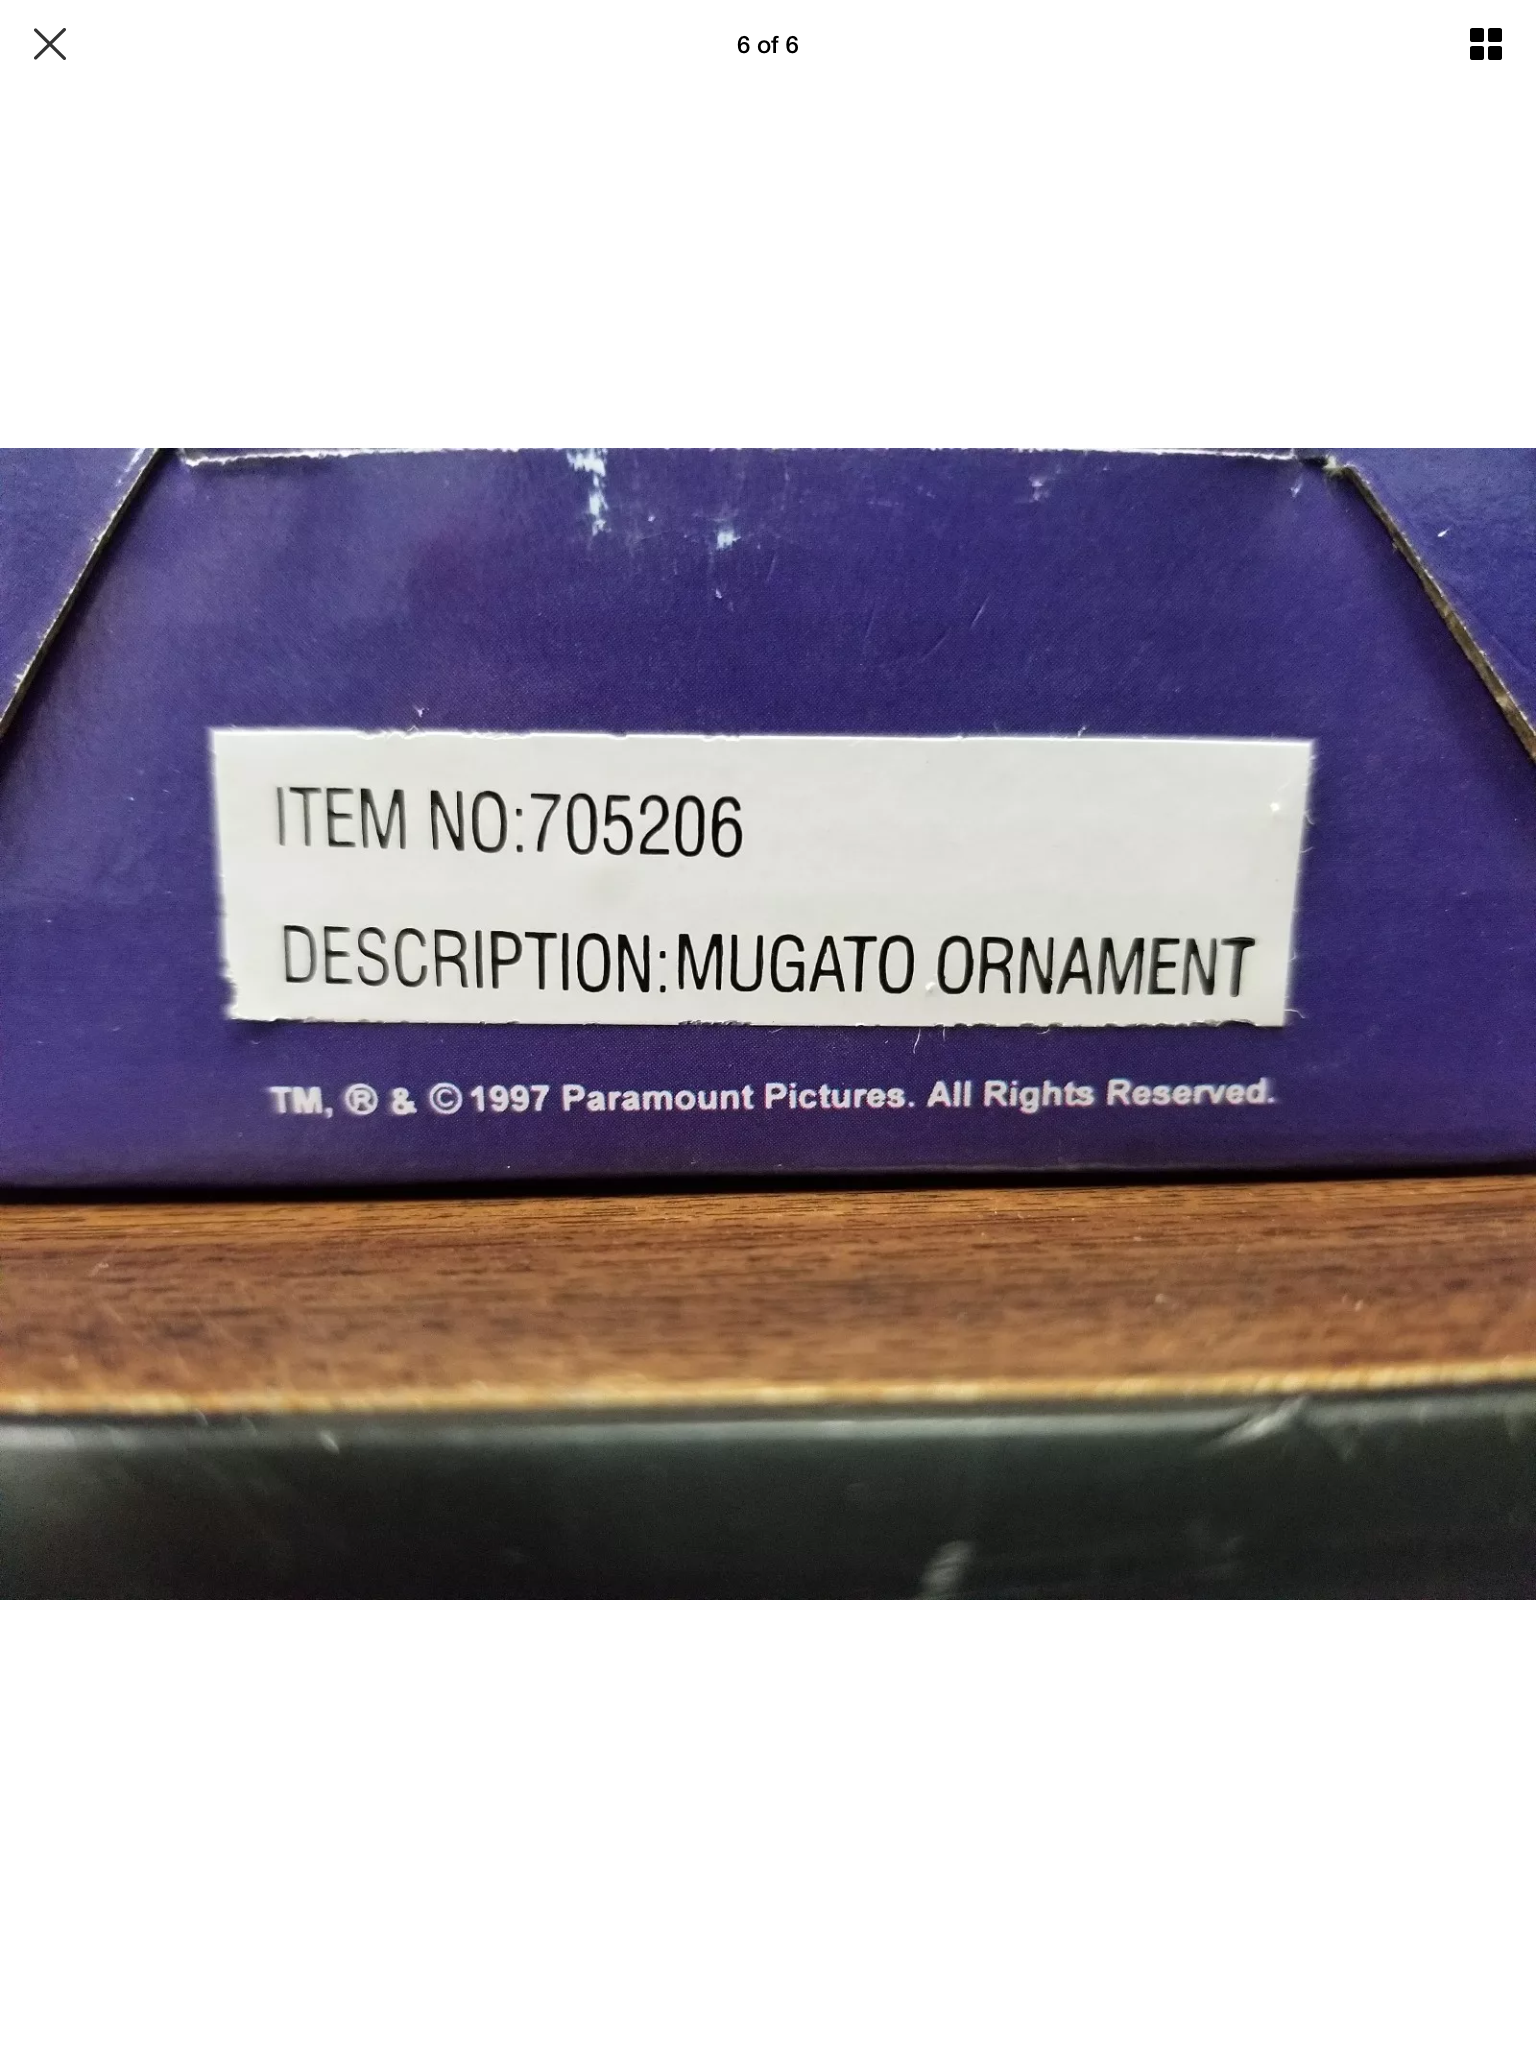 6 of 6
ITEM NO:705206
DESCRIPTION:MUGATO ORNAMENT
TM, ® & © 1997 Paramount Pictures. All Rights Reserved.